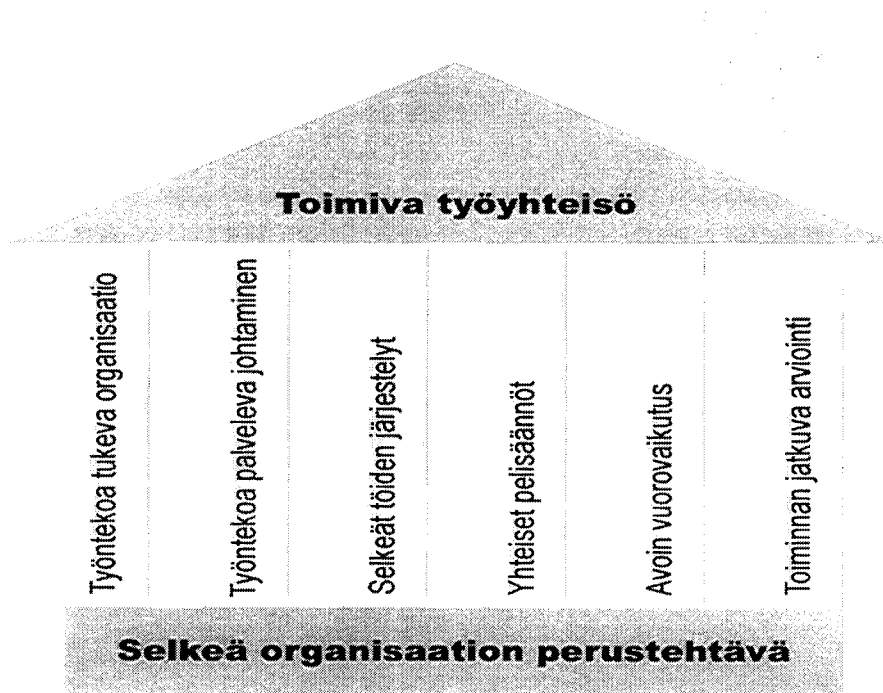 Toimiva työyhteisö
Työntekoa tukeva organisaatio
Työntekoa palveleva johtaminen
Selkeät töiden järjestelyt
Yhteiset pelisäännöt
Avoin vuorovaikutus
Toiminnan jatkuva arviointi
Selkeä organisaation perustehtävä